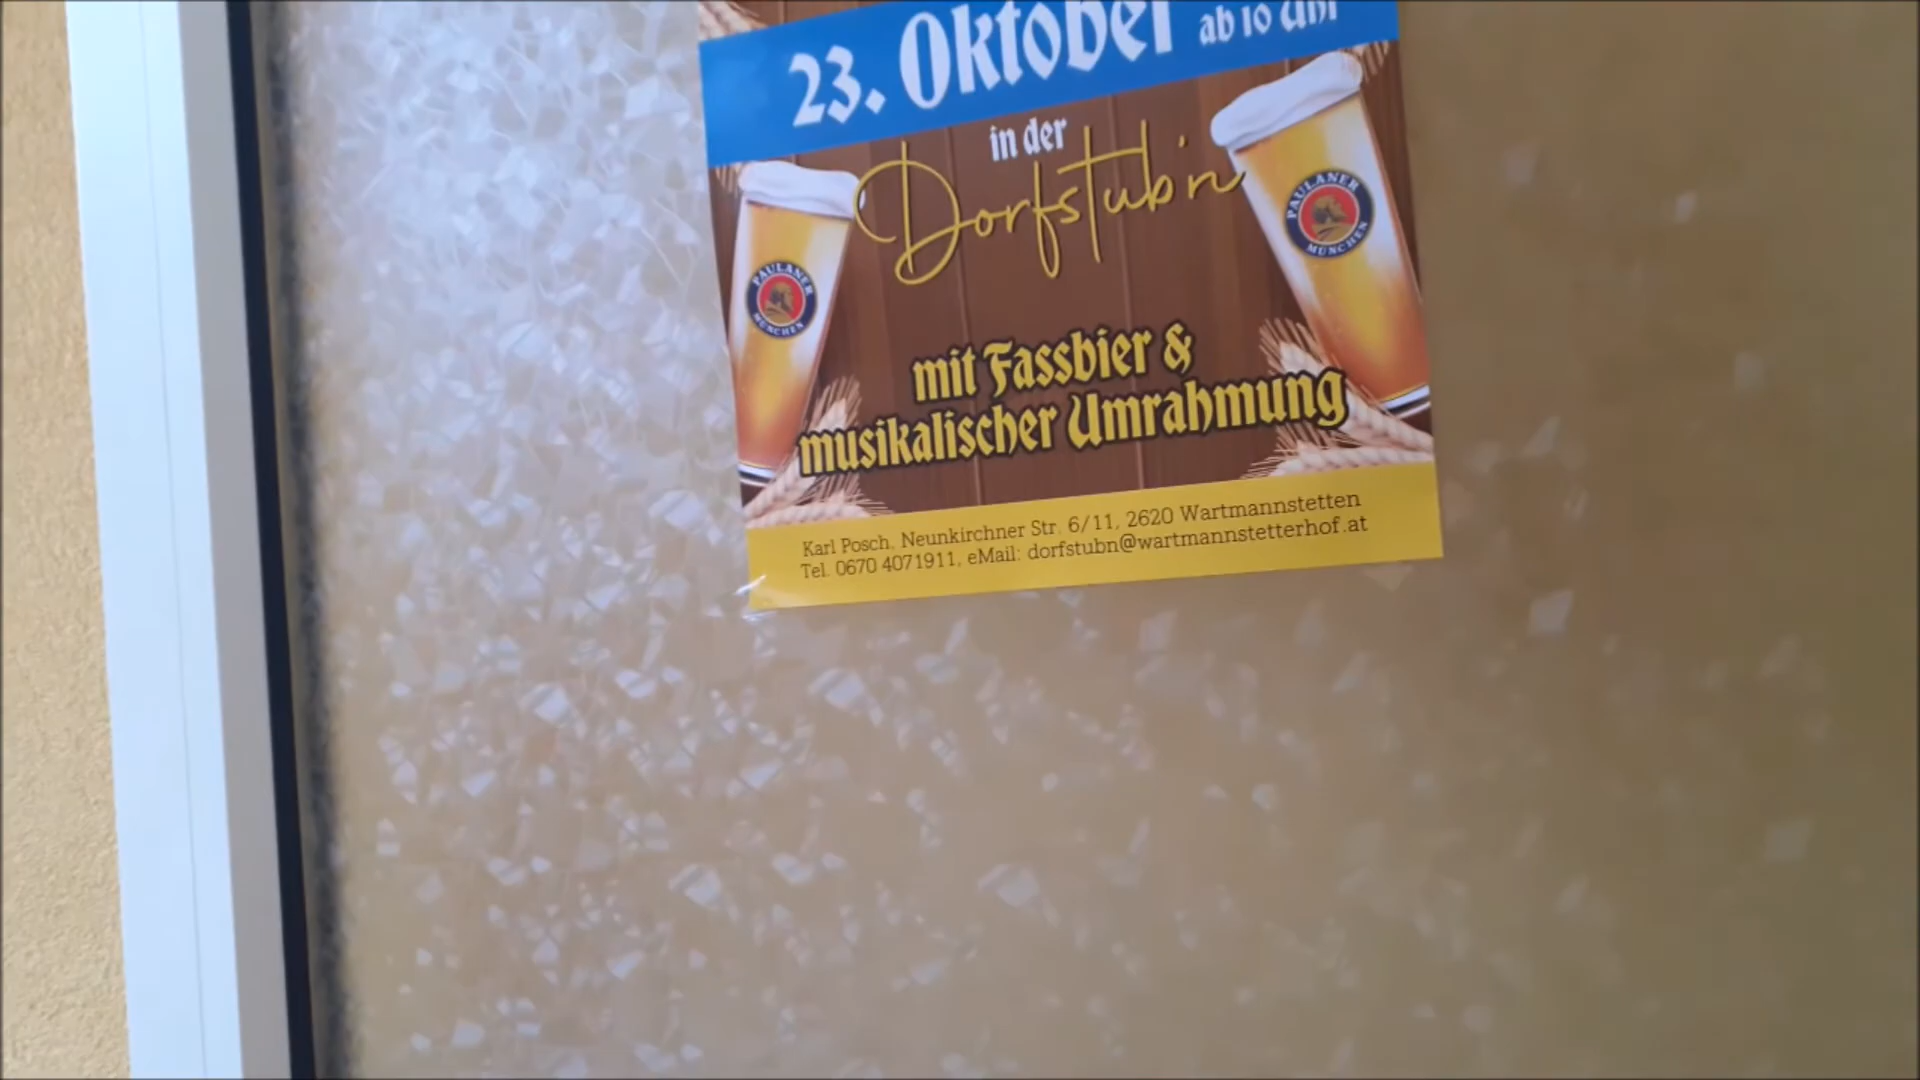 23. Oktober ab 10 Uhr
in der
Dorfstub'n
PAULANER
MÜNCHEN
PAULANER
MÜNCHEN
mit Fassbier &
musikalischer Umrahmung
Karl Posch, Neunkirchner Str. 6/11, 2620 Wartmannstetten
Tel. 0670 4071911, eMail: dorfstubn@wartmannstetterhof.at